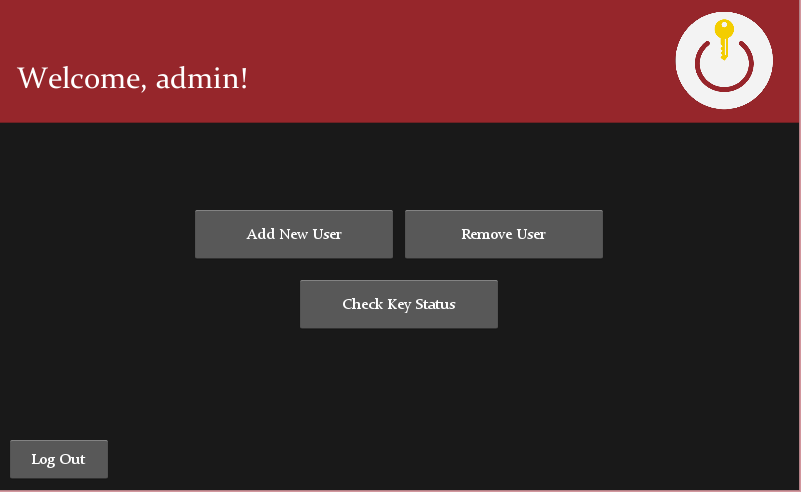 Welcome, admin!
Add New User
Remove User
Check Key Status
Log Out